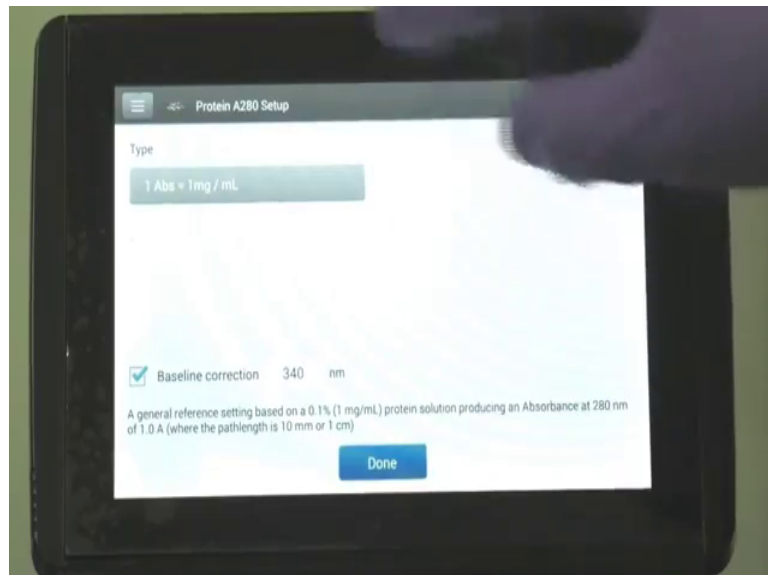 Protein A280 Setup
Type
1 Abs = 1mg / mL
Baseline correction 340 nm
A general reference setting based on a 0.1% (1 mg/mL) protein solution producing an Absorbance at 280 nm
of 1.0 A (where the pathlength is 10 mm or 1 cm)
Done